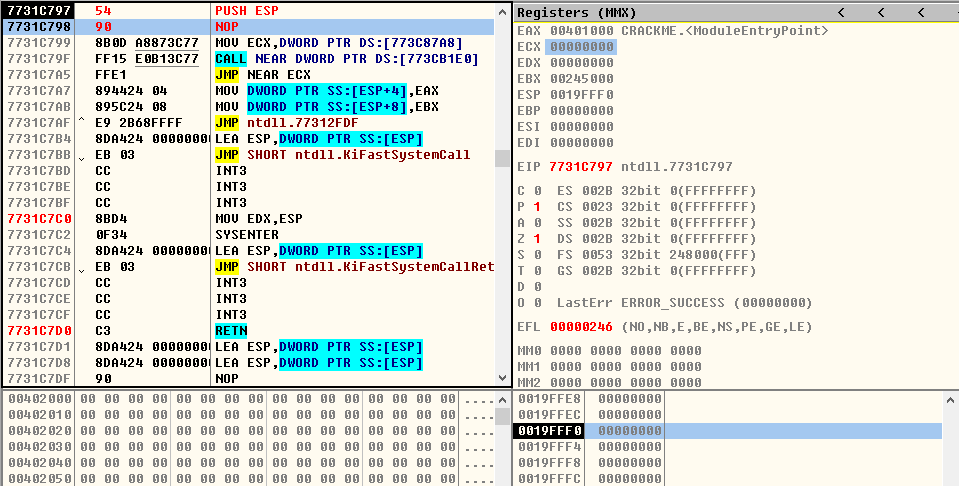 7731C797 54 PUSH ESP
7731C798 90 NOP
7731C799 8B0D A8873C77 MOV ECX,DWORD PTR DS:[773C87A8]
7731C79F FF15 E0B13C77 CALL NEAR DWORD PTR DS:[773CB1E0]
7731C7A5 FFE1 JMP NEAR ECX
7731C7A7 894424 04 MOV DWORD PTR SS:[ESP+4],EAX
7731C7AB 895C24 08 MOV DWORD PTR SS:[ESP+8],EBX
7731C7AF ^ E9 2B68FFFF JMP ntdll.77312FDF
7731C7B4 8DA424 0000000 LEA ESP,DWORD PTR SS:[ESP]
7731C7BB EB 03 JMP SHORT ntdll.KiFastSystemCall
7731C7BD CC INT3
7731C7BE CC INT3
7731C7BF CC INT3
7731C7C0 8BD4 MOV EDX,ESP
7731C7C2 0F34 SYSENTER
7731C7C4 8DA424 0000000 LEA ESP,DWORD PTR SS:[ESP]
7731C7CB EB 03 JMP SHORT ntdll.KiFastSystemCallRet
7731C7CD CC INT3
7731C7CE CC INT3
7731C7CF CC INT3
7731C7D0 C3 RETN
7731C7D1 8DA424 0000000 LEA ESP,DWORD PTR SS:[ESP]
7731C7D8 8DA424 0000000 LEA ESP,DWORD PTR SS:[ESP]
7731C7DF 90 NOP
Registers (MMX) < < <
EAX 00401000 CRACKME.<ModuleEntryPoint>
ECX 00000000
EDX 00000000
EBX 00245000
ESP 0019FFF0
EBP 00000000
ESI 00000000
EDI 00000000
EIP 7731C797 ntdll.7731C797
C 0 ES 002B 32bit 0(FFFFFFFF)
P 1 CS 0023 32bit 0(FFFFFFFF)
A 0 SS 002B 32bit 0(FFFFFFFF)
Z 1 DS 002B 32bit 0(FFFFFFFF)
S 0 FS 0053 32bit 248000(FFF)
T 0 GS 002B 32bit 0(FFFFFFFF)
D 0
O 0 LastErr ERROR_SUCCESS (00000000)
EFL 00000246 (NO,NB,E,BE,NS,PE,GE,LE)
MM0 0000 0000 0000 0000
MM1 0000 0000 0000 0000
MM2 0000 0000 0000 0000
00402000 00 00 00 00 00 00 00 00 00 00 00 00 00 00 00 00 ....
00402010 00 00 00 00 00 00 00 00 00 00 00 00 00 00 00 00 ....
00402020 00 00 00 00 00 00 00 00 00 00 00 00 00 00 00 00 ....
00402030 00 00 00 00 00 00 00 00 00 00 00 00 00 00 00 00 ....
00402040 00 00 00 00 00 00 00 00 00 00 00 00 00 00 00 00 ....
00402050 00 00 00 00 00 00 00 00 00 00 00 00 00 00 00 00 ....
0019FFE8 00000000
0019FFEC 00000000
0019FFF0 00000000
0019FFF4 00000000
0019FFF8 00000000
0019FFFC 00000000